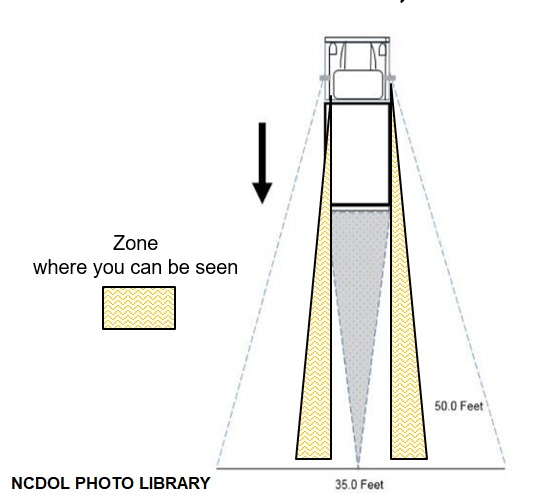 Zone
where you can be seen
50.0 Feet
NCDOL PHOTO LIBRARY
35.0 Feet